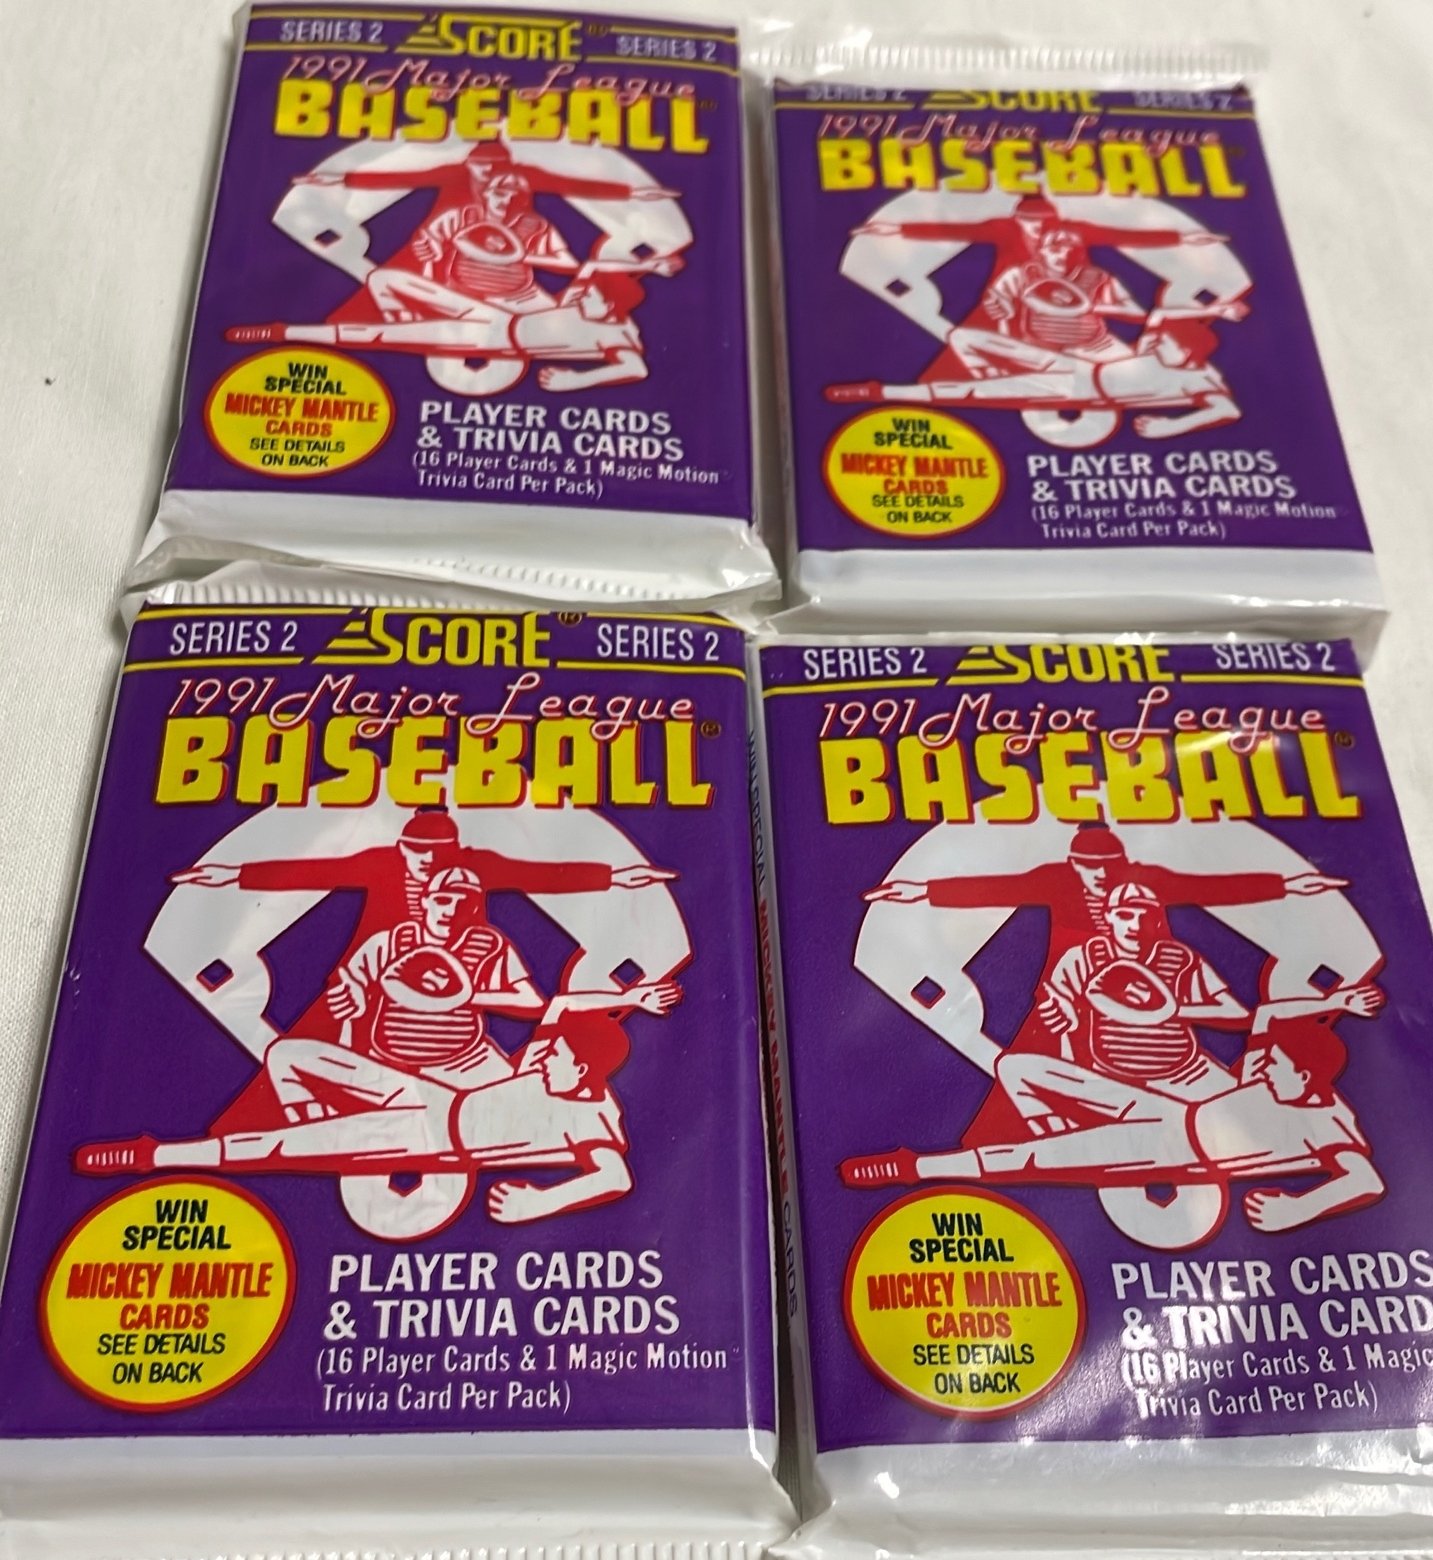 SERIES 2 SCORE SERIES 2
1991 Major League
BASEBALL
WIN
SPECIAL
MICKEY MANTLE
CARDS
SEE DETAILS
ON BACK
PLAYER CARDS
& TRIVIA CARDS
(16 Player Cards & 1 Magic Motion
Trivia Card Per Pack)
SERIES 2 SCORE SERIES 2
1991 Major League
BASEBALL
WIN
SPECIAL
MICKEY MANTLE
CARDS
SEE DETAILS
ON BACK
PLAYER CARDS
& TRIVIA CARDS
(16 Player Cards & 1 Magic Motion
Trivia Card Per Pack)
SERIES 2 SCORE® SERIES 2
1991 Major League
BASEBALL®
WIN
SPECIAL
MICKEY MANTLE
CARDS
SEE DETAILS
ON BACK
PLAYER CARDS
& TRIVIA CARDS
(16 Player Cards & 1 Magic Motion
Trivia Card Per Pack)
WIN SPECIAL MICKEY MANTLE CARDS
SERIES 2 SCORE SERIES 2
1991 Major League
BASEBALL®
WIN
SPECIAL
MICKEY MANTLE
CARDS
SEE DETAILS
ON BACK
PLAYER CARDS
& TRIVIA CARD
(16 Player Cards & 1 Magic
Trivia Card Per Pack)